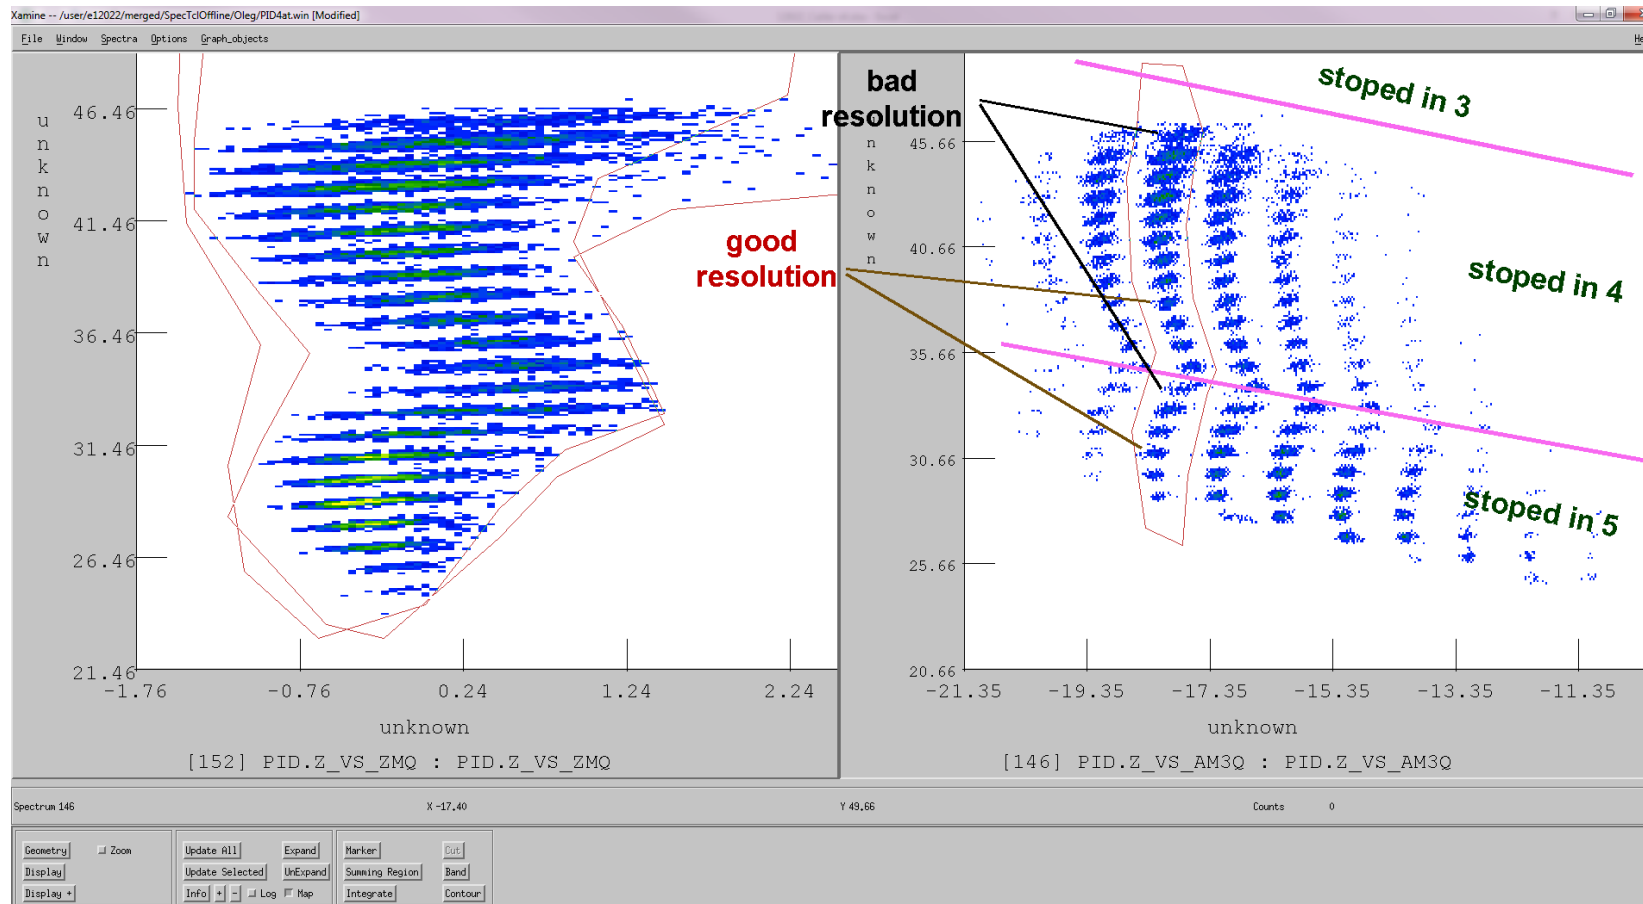 Xamine -- /user/e12022/merged/SpecTclOffline/Oleg/PID4at.win [Modified]
File Window Spectra Options Graph_objects He
unknown
46.46
41.46
36.46
31.46
26.46
21.46
-1.76 -0.76 0.24 1.24 2.24
unknown
[152] PID.Z_VS_ZMQ : PID.Z_VS_ZMQ
good
resolution
bad
resolution
nknown
45.66
40.66
35.66
30.66
25.66
20.66
-21.35 -19.35 -17.35 -15.35 -13.35 -11.35
unknown
[146] PID.Z_VS_AM3Q : PID.Z_VS_AM3Q
stoped in 3
stoped in 4
stoped in 5
Spectrum 146 X -17.40 Y 49.66 Counts 0
Geometry Zoom Update All Expand Marker Cut
Display Update Selected UnExpand Summing Region Band
Display + Info + - Log Map Integrate Contour